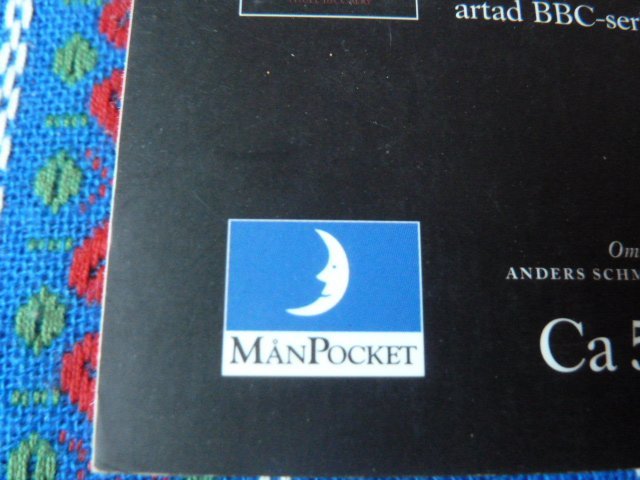 artad BBC-ser
MÅNPOCKET
Om
ANDERS SCHM
Ca 5